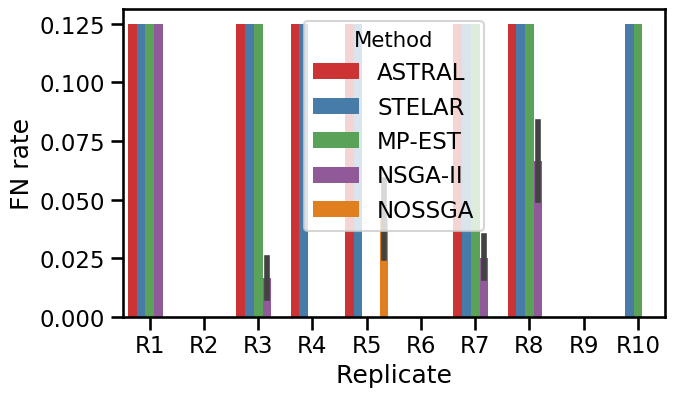 0.125
0.100
0.075
0.050
0.025
0.000
FN rate
Method
ASTRAL
STELAR
MP-EST
NSGA-II
NOSSGA
R1 R2 R3 R4 R5 R6 R7 R8 R9 R10
Replicate